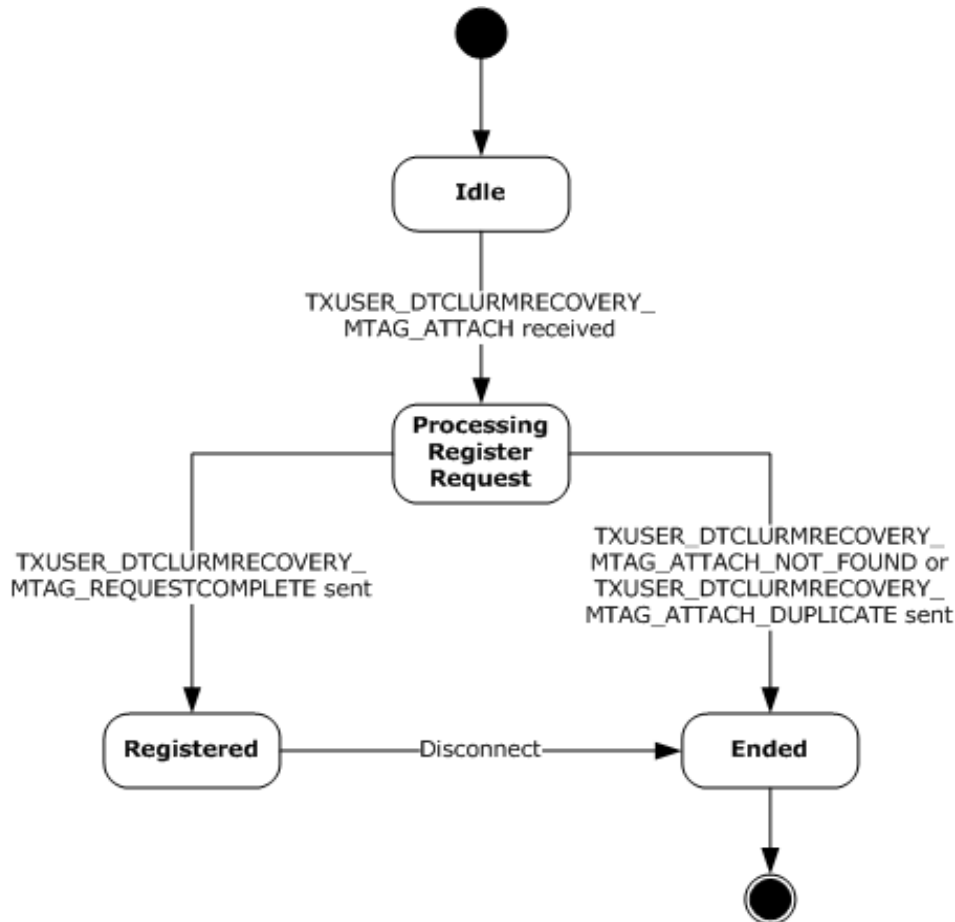 Idle
TXUSER_DTCLURMRECOVERY_
MTAG_ATTACH received
Processing
Register
Request
TXUSER_DTCLURMRECOVERY_
MTAG_REQUESTCOMPLETE sent
TXUSER_DTCLURMRECOVERY_
MTAG_ATTACH_NOT_FOUND or
TXUSER_DTCLURMRECOVERY_
MTAG_ATTACH_DUPLICATE sent
Registered
Disconnect
Ended